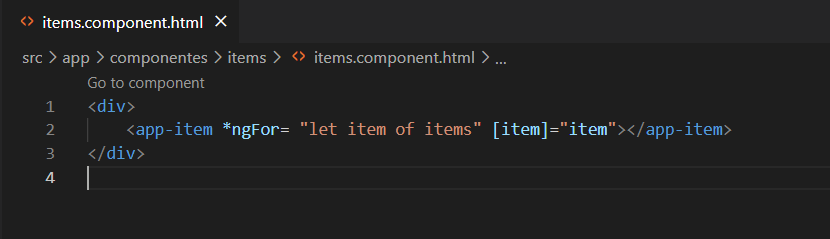 items.component.html
src > app > componentes > items > items.component.html > ...
Go to component
1 <div>
2 <app-item *ngFor= "let item of items" [item]="item"></app-item>
3 </div>
4